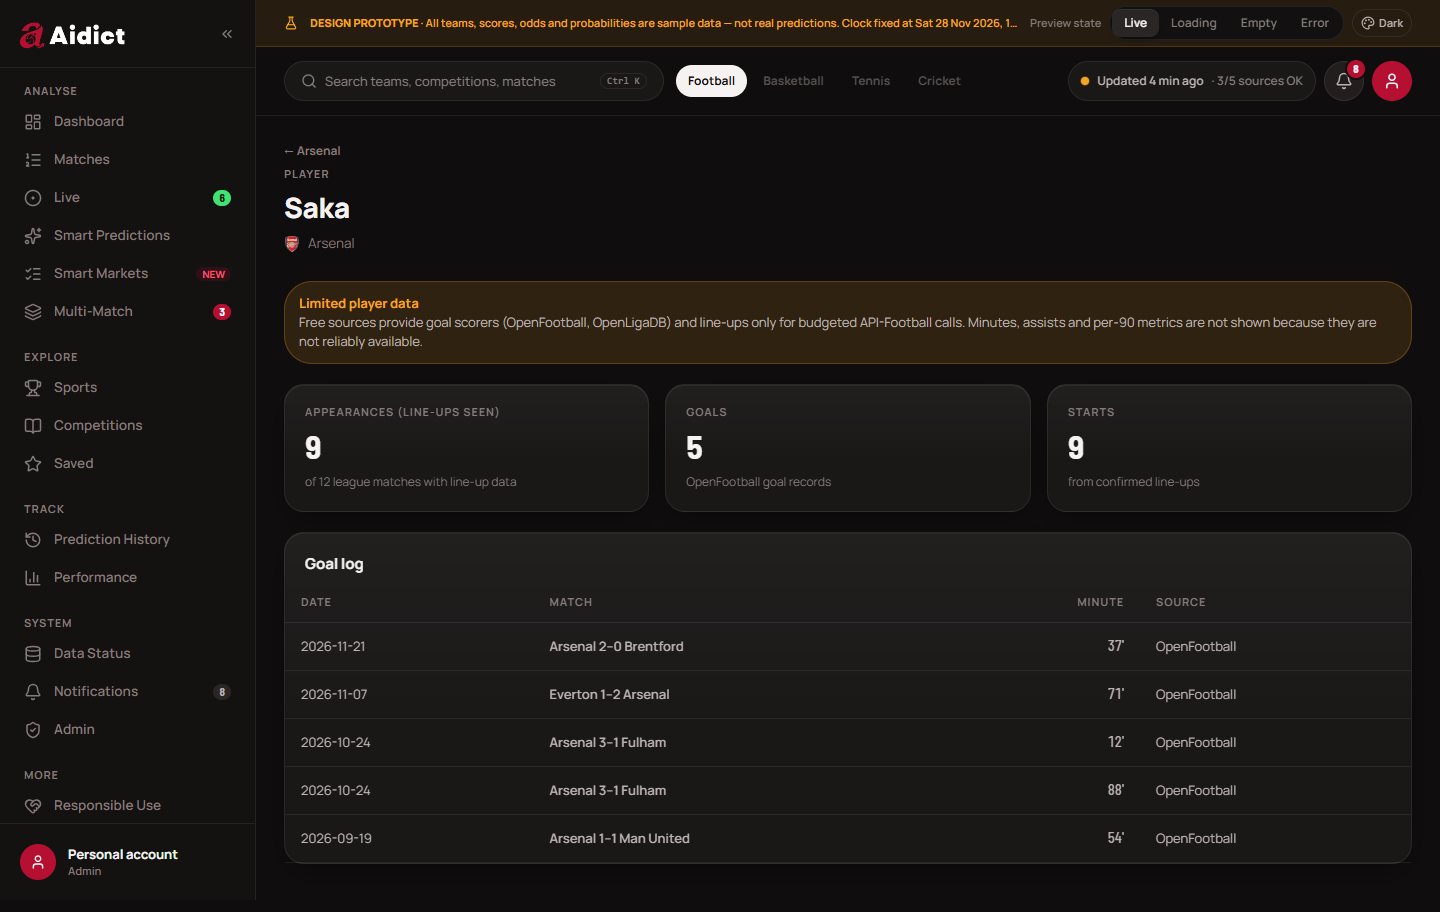 Aidict
DESIGN PROTOTYPE · All teams, scores, odds and probabilities are sample data — not real predictions. Clock fixed at Sat 28 Nov 2026, 1...
Preview state
Live
Loading
Empty
Error
Dark
Search teams, competitions, matches
Ctrl K
Football
Basketball
Tennis
Cricket
Updated 4 min ago · 3/5 sources OK
8
ANALYSE
Dashboard
Matches
Live
6
Smart Predictions
Smart Markets
NEW
Multi-Match
3
EXPLORE
Sports
Competitions
Saved
TRACK
Prediction History
Performance
SYSTEM
Data Status
Notifications
8
Admin
MORE
Responsible Use
Personal account
Admin
← Arsenal
PLAYER
Saka
Arsenal
Limited player data
Free sources provide goal scorers (OpenFootball, OpenLigaDB) and line-ups only for budgeted API-Football calls. Minutes, assists and per-90 metrics are not shown because they are
not reliably available.
APPEARANCES (LINE-UPS SEEN)
9
of 12 league matches with line-up data
GOALS
5
OpenFootball goal records
STARTS
9
from confirmed line-ups
Goal log
DATE MATCH MINUTE SOURCE
2026-11-21 Arsenal 2–0 Brentford 37' OpenFootball
2026-11-07 Everton 1–2 Arsenal 71' OpenFootball
2026-10-24 Arsenal 3–1 Fulham 12' OpenFootball
2026-10-24 Arsenal 3–1 Fulham 88' OpenFootball
2026-09-19 Arsenal 1–1 Man United 54' OpenFootball